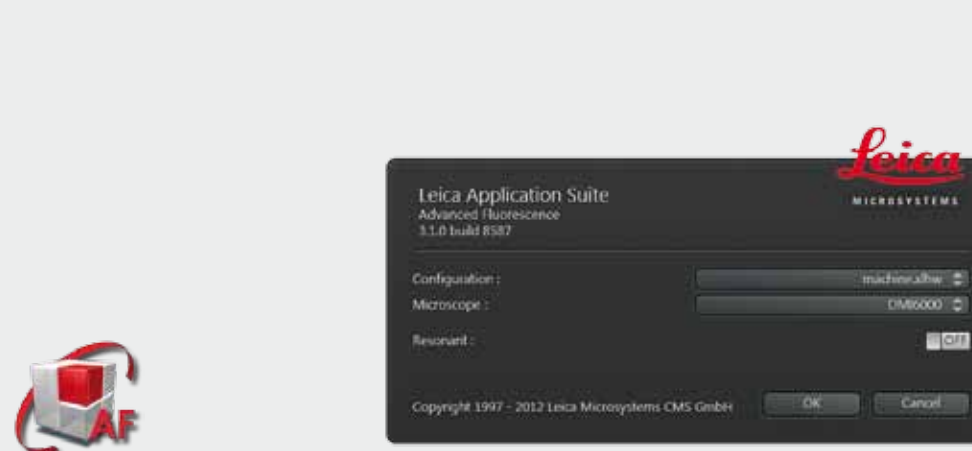 Leica
MICROSYSTEMS
Leica Application Suite
Advanced Fluorescence
3.1.0 build 8587
Configuration : machine.xlhw
Microscope : DMI6000
Resonant : OFF
Copyright 1997 - 2012 Leica Microsystems CMS GmbH OK Cancel
AF